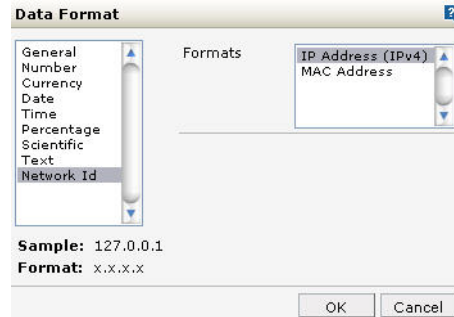 Data Format
?
General
Number
Currency
Date
Time
Percentage
Scientific
Text
Network Id
Formats
IP Address (IPv4)
MAC Address
Sample: 127.0.0.1
Format: x.x.x.x
OK
Cancel